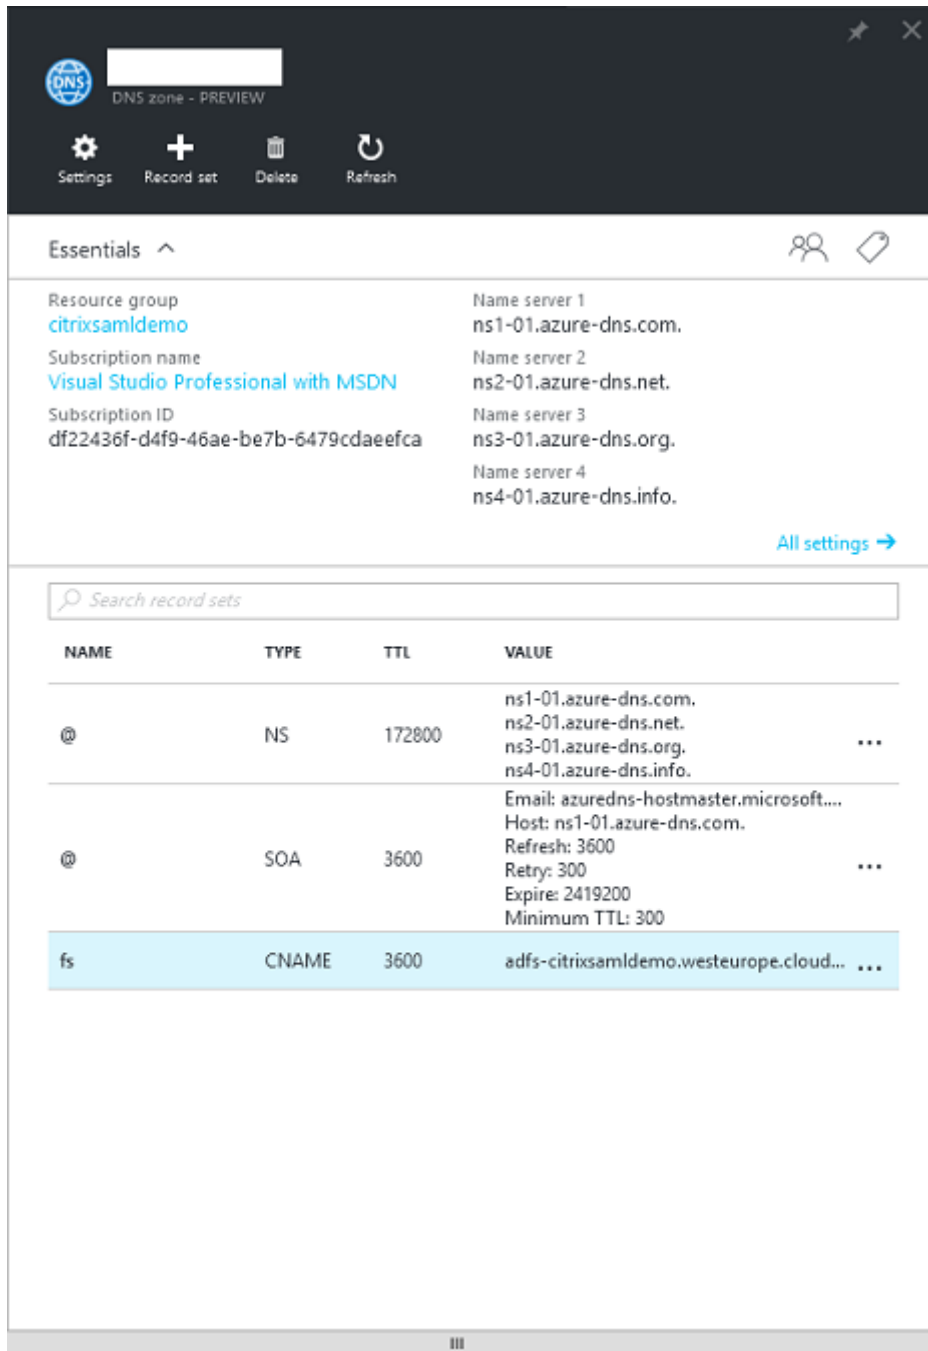 DNS
DNS zone - PREVIEW
Settings
Record set
Delete
Refresh
Essentials
Resource group
citrixsamldemo
Subscription name
Visual Studio Professional with MSDN
Subscription ID
df22436f-d4f9-46ae-be7b-6479cdaeefca
Name server 1
ns1-01.azure-dns.com.
Name server 2
ns2-01.azure-dns.net.
Name server 3
ns3-01.azure-dns.org.
Name server 4
ns4-01.azure-dns.info.
All settings
Search record sets
NAME TYPE TTL VALUE
ns1-01.azure-dns.com.
ns2-01.azure-dns.net.
@ NS 172800
ns3-01.azure-dns.org.
ns4-01.azure-dns.info.
Email: azuredns-hostmaster.microsoft....
Host: ns1-01.azure-dns.com.
Refresh: 3600
@ SOA 3600
Retry: 300
Expire: 2419200
Minimum TTL: 300
fs CNAME 3600 adfs-citrixsamldemo.westeurope.cloud... ...